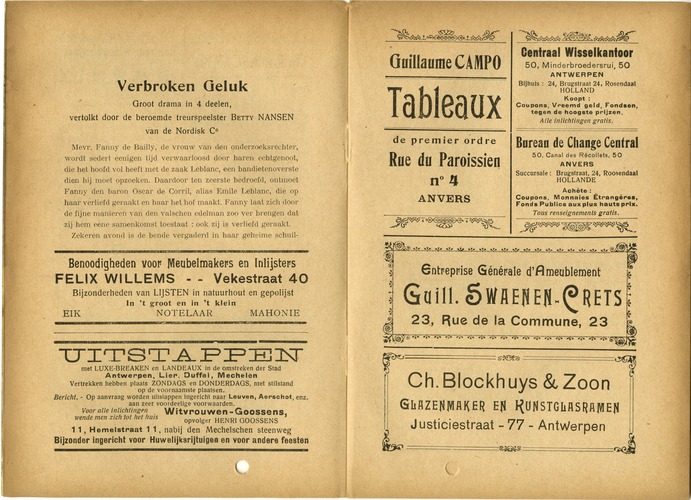 Verbroken Geluk
Groot drama in 4 deelen,
vertolkt door de beroemde treurspeelster BETTY NANSEN
van de Nordisk Cº
Mevr. Fanny de Bailly, de vrouw van den onderzoeksrechter,
wordt sedert eenigen tijd verwaarloosd door haren echtgenoot,
die het hoofd vol heeft met de zaak Leblanc, een bandietenoverste
dien hij moet opzoeken. Daardoor ten zeerste bedroefd, ontmoet
Fanny den baron Oscar de Corril, alias Emile Leblanc, die op
haar verliefd geraakt en haar het hof maakt. Fanny laat zich door
de fijne manieren van den valschen edelman zoo ver brengen dat
zij hem eene samenkomst toestaat : ook zij is verliefd geraakt.
Zekeren avond is de bende vergaderd in haar geheime schuil-
Benoodigheden voor Meubelmakers en Inlijsters
FELIX WILLEMS - - Vekestraat 40
Bijzonderheden van LIJSTEN in natuurhout en gepolijst
In 't groot en in 't klein
EIK NOTELAAR MAHONIE
UITSTAPPEN
met LUXE-BREAKEN en LANDEAUX in de omstreken der Stad
Antwerpen, Lier, Duffel, Mechelen
Vertrekken hebben plaats ZONDAGS en DONDERDAGS, met stilstand
op de voornaamste plaatsen.
Bericht. - Op aanvraag worden uitstappen ingericht naar Leuven, Aerschot, enz.
aan zeer voordeelige voorwaarden.
Voor alle inlichtingen
wende men zich tot het huis
Witvrouwen-Goossens,
opvolger HENRI GOOSSENS
11, Hemelstraat 11, nabij den Mechelschen steenweg
Bijzonder ingericht voor Huwelijksrijtuigen en voor andere feesten
Guillaume CAMPO
Tableaux
de premier ordre
Rue du Paroissien
nº 4
ANVERS
Centraal Wisselkantoor
50, Minderbroedersrui, 50
ANTWERPEN
Bijhuis : 24, Brugstraat 24, Rosendaal
HOLLAND
Koopt :
Coupons, Vreemd geld, Fondsen,
tegen de hoogste prijzen.
Alle inlichtingen gratis.
Bureau de Change Central
50, Canal des Récollets, 50
ANVERS
Succursale : Brugstraat, 24, Roosendaal
HOLLANDE
Achète :
Coupons, Monnaies Étrangères,
Fonds Publics aux plus hauts prix.
Tous renseignements gratis.
Entreprise Générale d'Ameublement
Guill. SWAENEN-CRETS
23, Rue de la Commune, 23
Ch. Blockhuys & Zoon
GLAZENMAKER EN KUNSTGLASRAMEN
Justiciestraat - 77 - Antwerpen